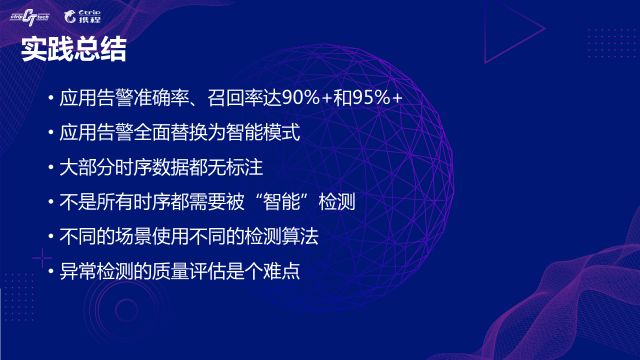 Ctrip
携程
实践总结
• 应用告警准确率、召回率达90%+和95%+
• 应用告警全面替换为智能模式
• 大部分时序数据都无标注
• 不是所有时序都需要被“智能”检测
• 不同的场景使用不同的检测算法
• 异常检测的质量评估是个难点